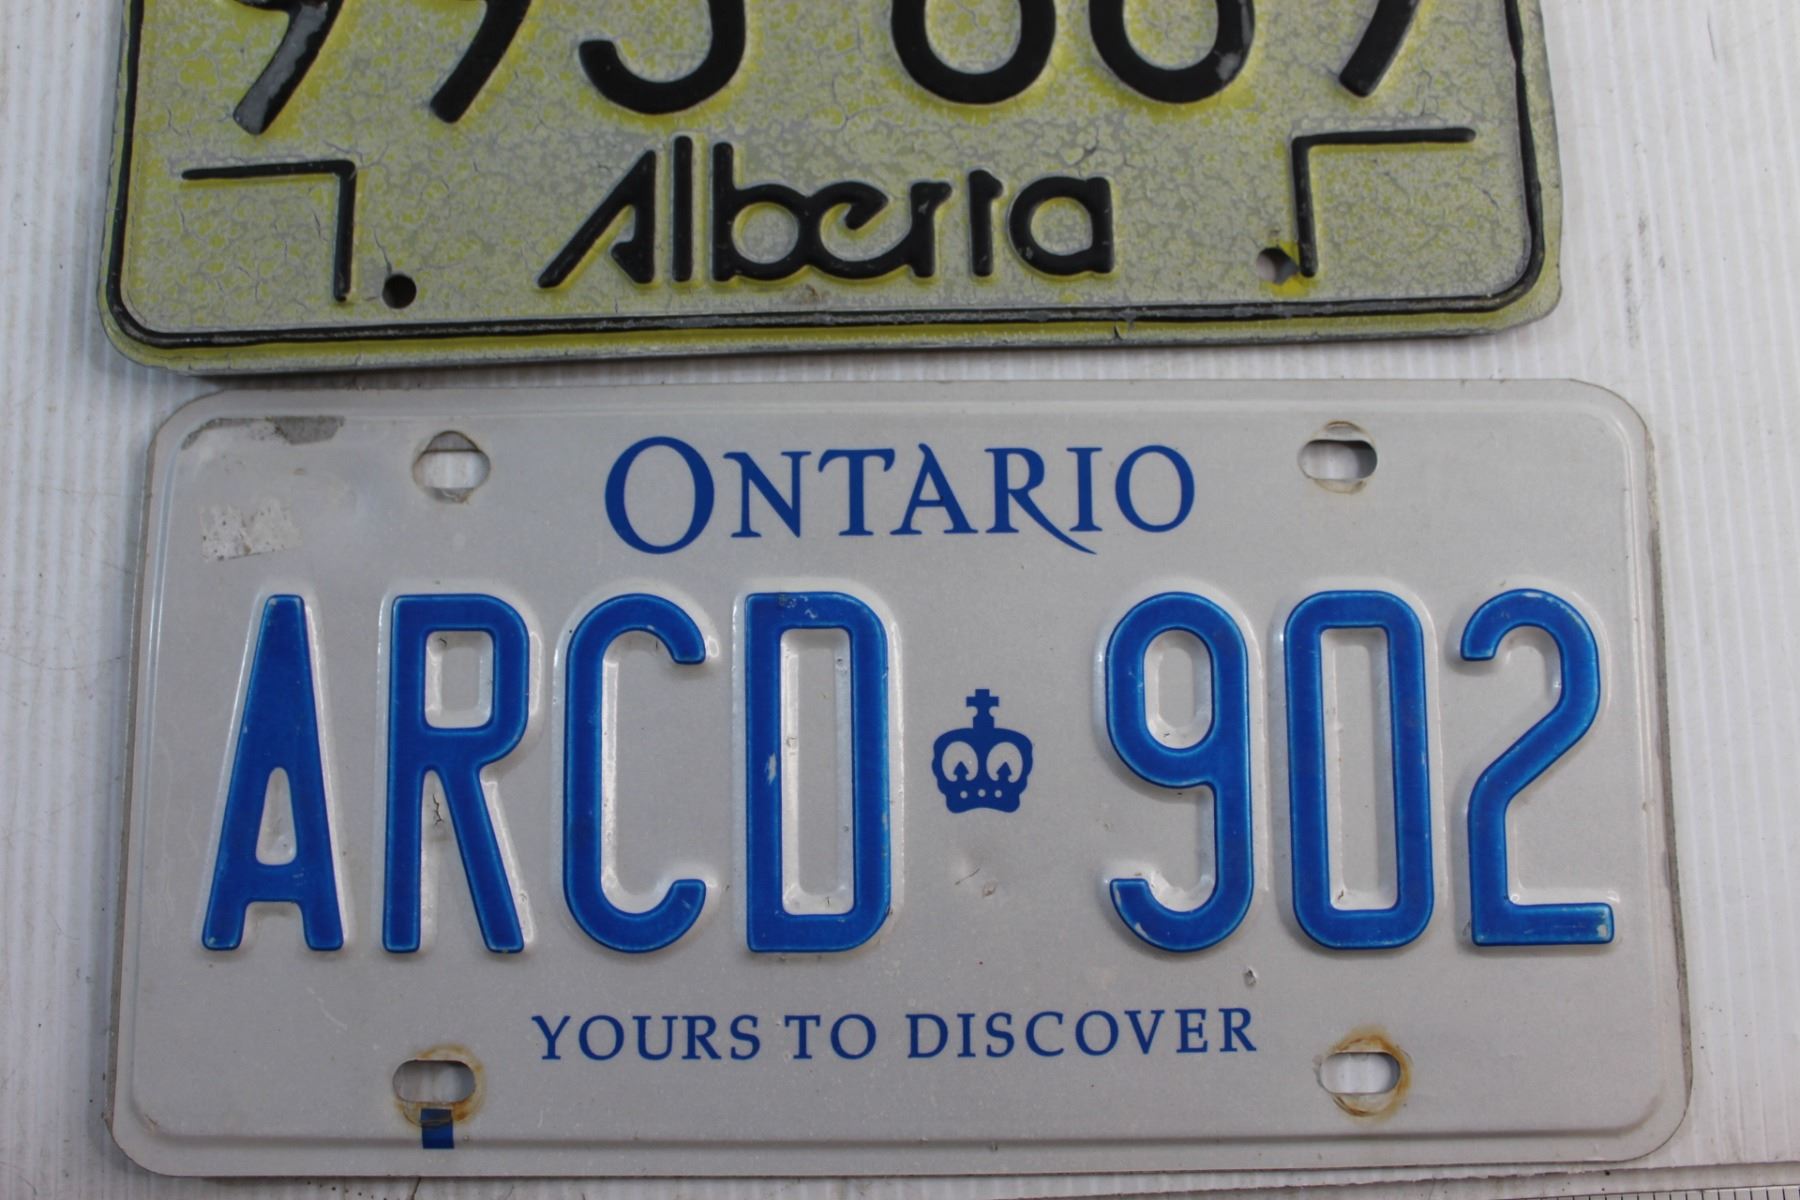 Alberta
ONTARIO
ARCD 902
YOURS TO DISCOVER